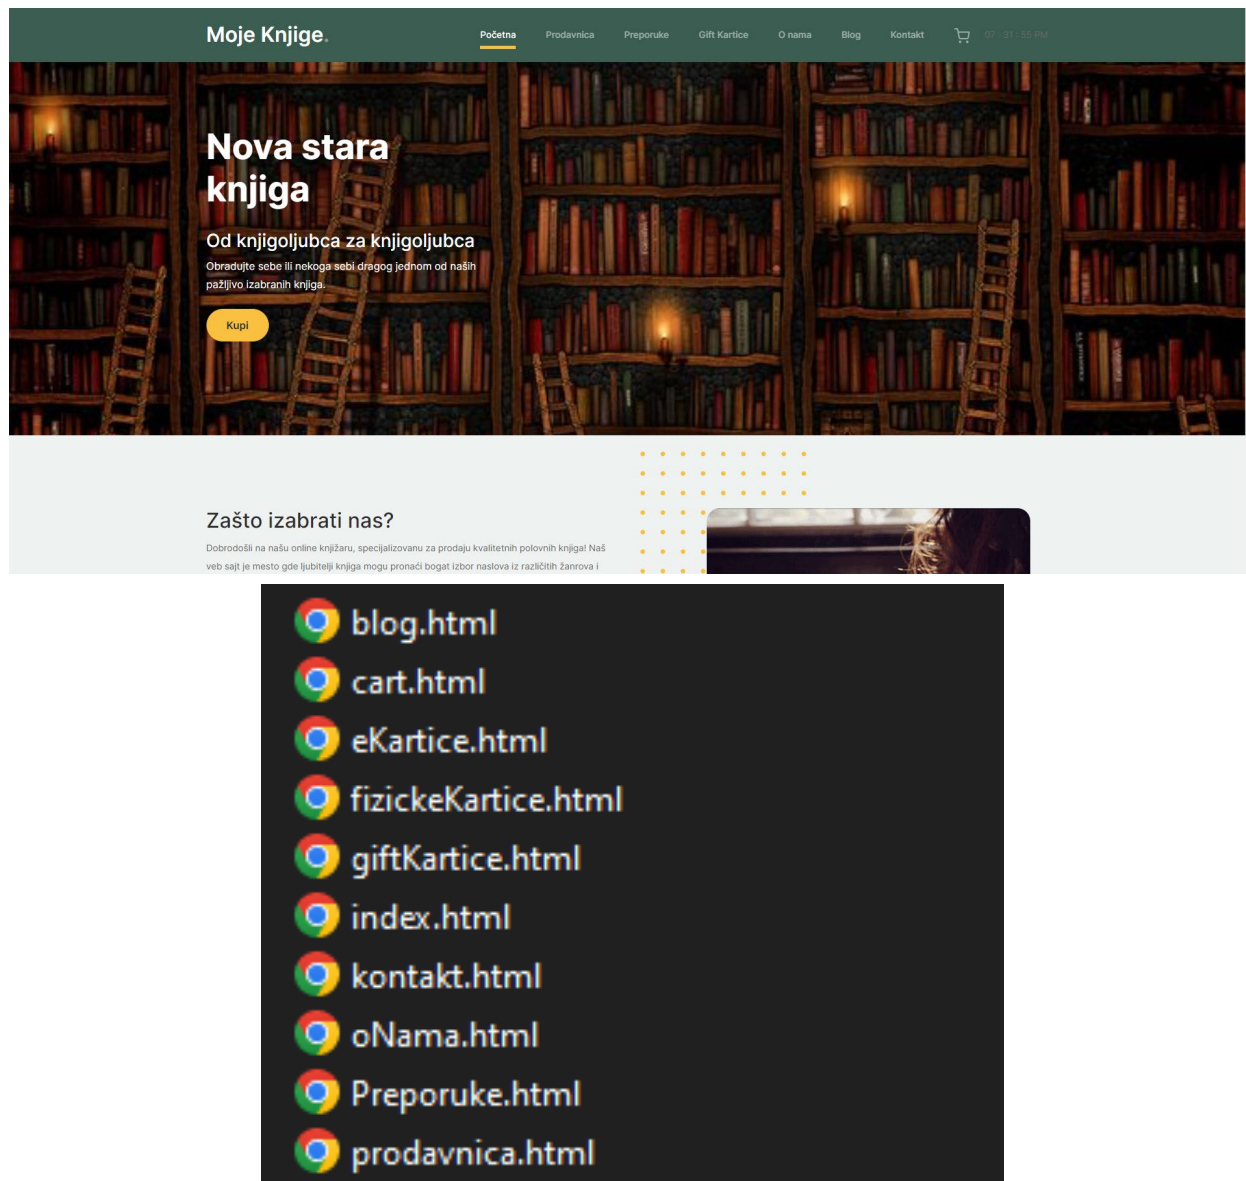 Moje Knjige.
Početna Prodavnica Preporuke Gift Kartice O nama Blog Kontakt 07 : 31 : 55 PM
Nova stara
knjiga
Od knjigoljubca za knjigoljubca
Obradujte sebe ili nekoga sebi dragog jednom od naših
pažljivo izabranih knjiga.
Kupi
Zašto izabrati nas?
Dobrodošli na našu online knjižaru, specijalizovanu za prodaju kvalitetnih polovnih knjiga! Naš
veb sajt je mesto gde ljubitelji knjiga mogu pronaći bogat izbor naslova iz različitih žanrova i
blog.html
cart.html
eKartice.html
fizickeKartice.html
giftKartice.html
index.html
kontakt.html
oNama.html
Preporuke.html
prodavnica.html